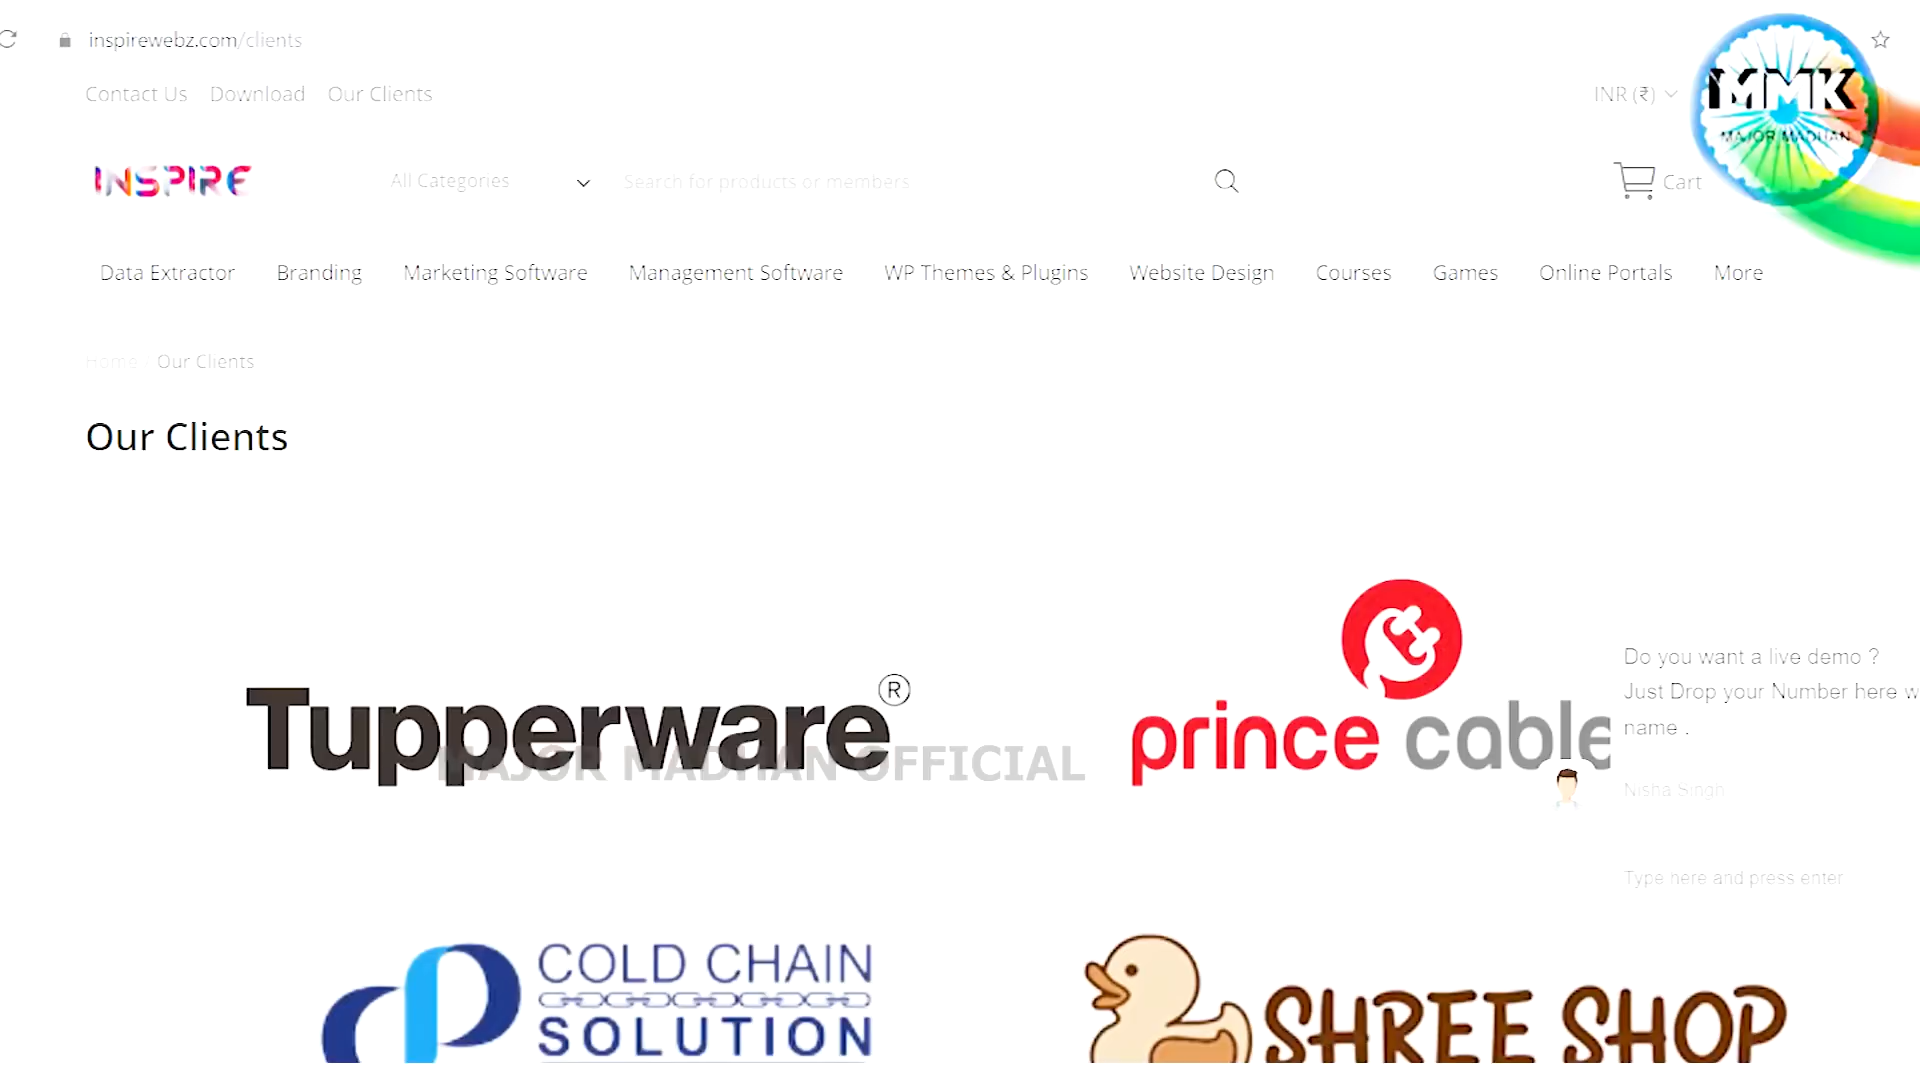 inspirewebz.com/clients
Contact Us Download Our Clients
INR (₹)
MMK
MAJOR MADHAN
INSPIRE
All Categories
Search for products or members
Cart
Data Extractor Branding Marketing Software Management Software WP Themes & Plugins Website Design Courses Games Online Portals More
Home / Our Clients
Our Clients
Tupperware®
prince cable
MAJOR MADHAN OFFICIAL
Do you want a live demo ?
Just Drop your Number here w
name .
Nisha Singh
Type here and press enter
COLD CHAIN
SOLUTION
SHREE SHOP